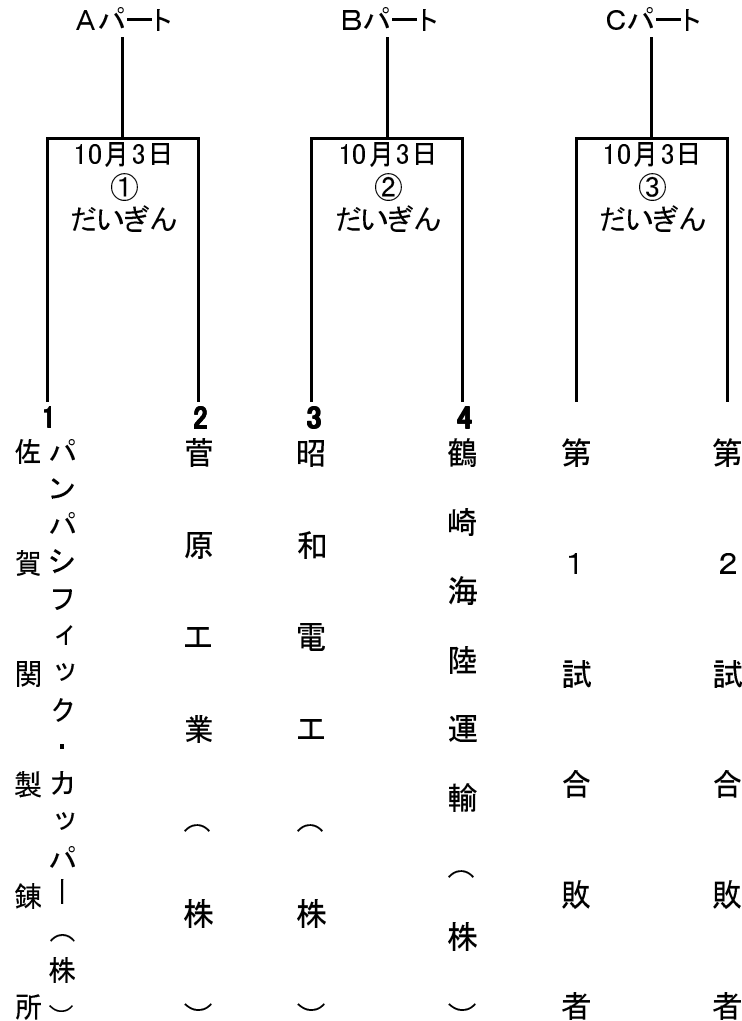 Aパート
Bパート
Cパート
10月3日
①
だいぎん
10月3日
②
だいぎん
10月3日
③
だいぎん
1
2
3
4
パンパシフィック・カッパー(株)
佐賀関製錬所
菅原工業(株)
昭和電工(株)
鶴崎海陸運輸(株)
第1試合敗者
第2試合敗者